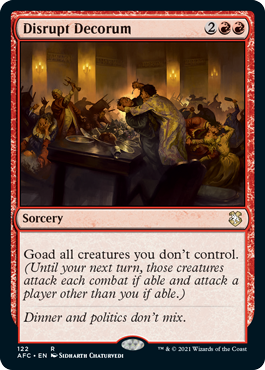 Disrupt Decorum 2
Sorcery
Goad all creatures you don't control.
(Until your next turn, those creatures
attack each combat if able and attack a
player other than you if able.)
Dinner and politics don't mix.
122 R
AFC • EN Sidharth Chaturvedi ™ & © 2021 Wizards of the Coast